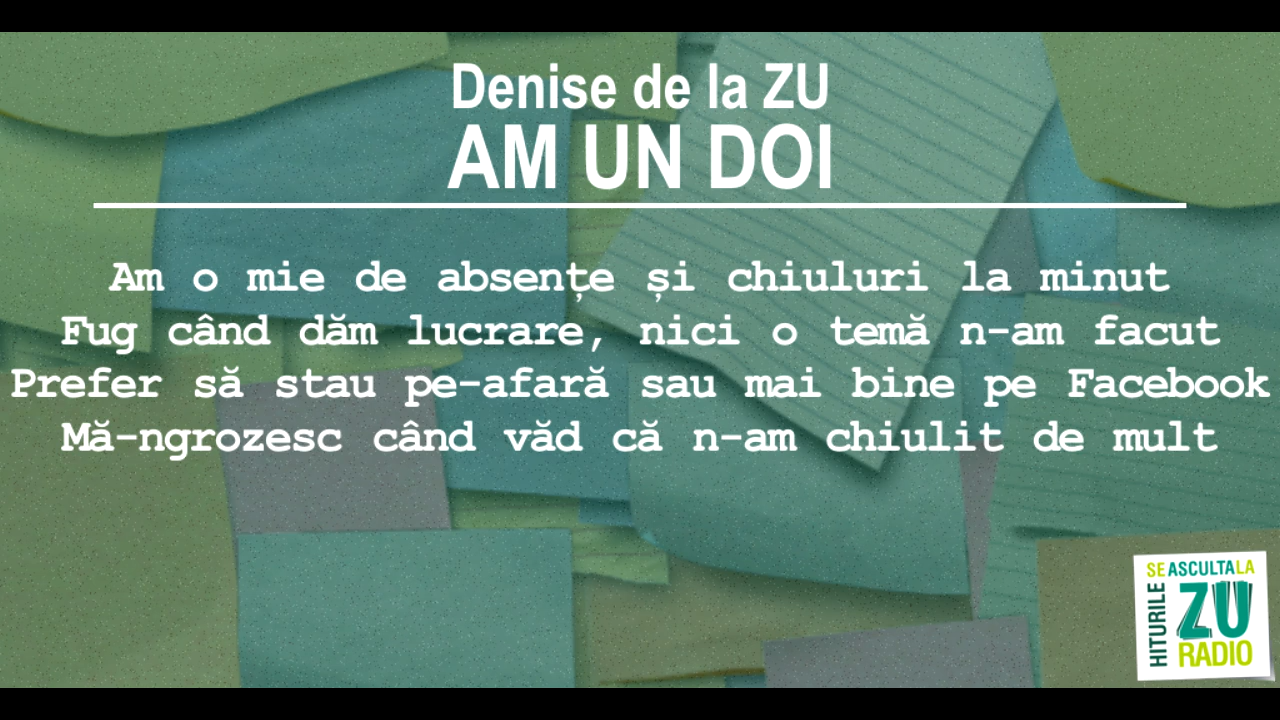 Denise de la ZU
AM UN DOI
Am o mie de absențe și chiuluri la minut
Fug când dăm lucrare, nici o temă n-am facut
Prefer să stau pe-afară sau mai bine pe Facebook
Mă-ngrozesc când văd că n-am chiulit de mult
HITURILE
SE ASCULTA LA
ZU
RADIO